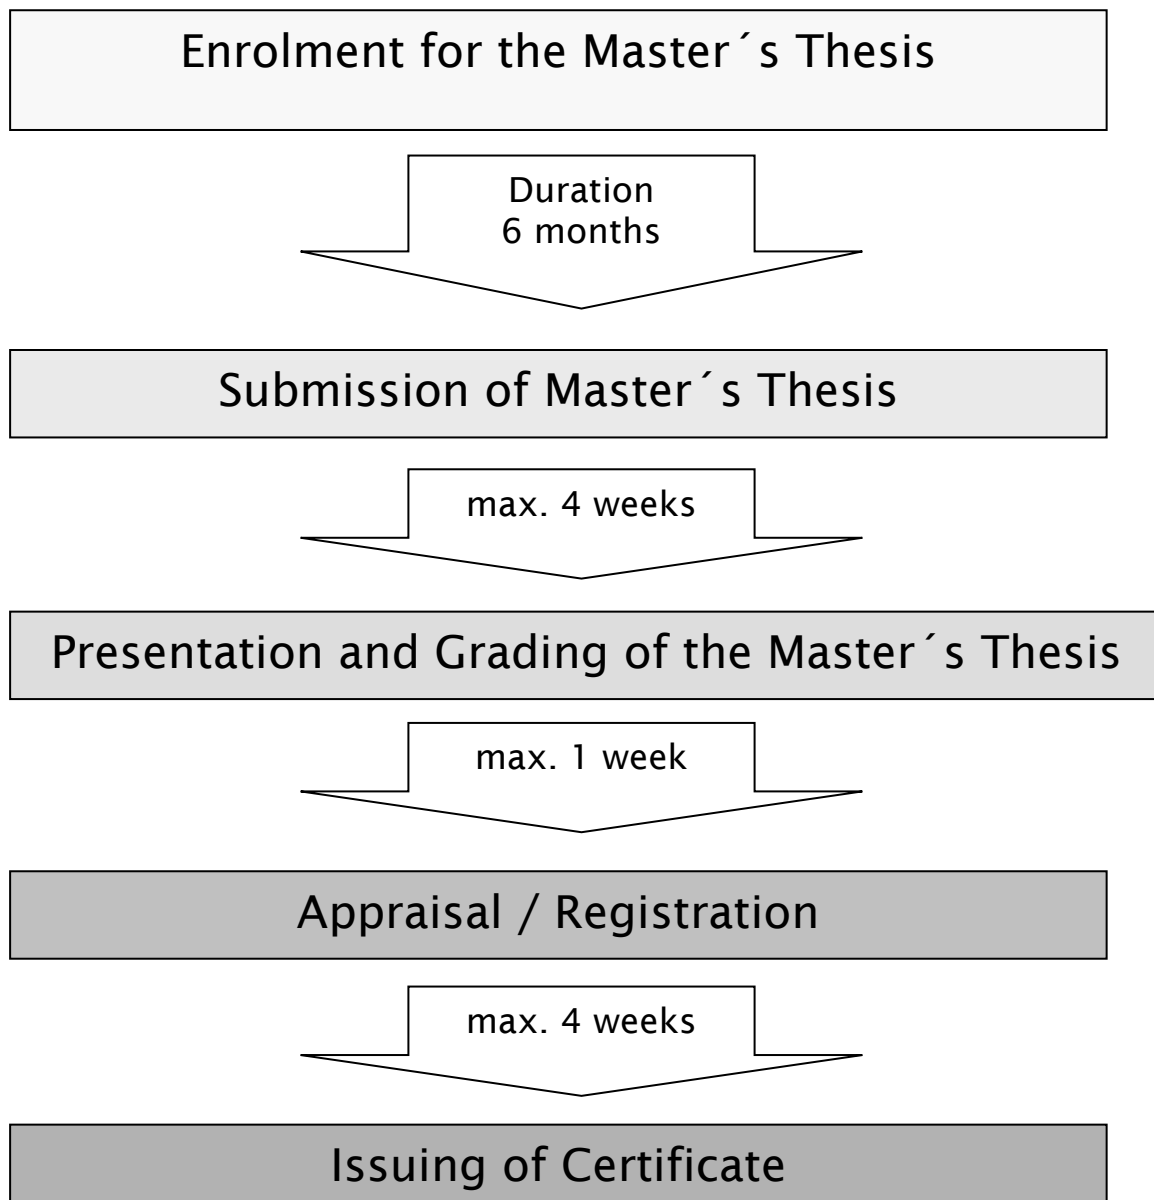 Enrolment for the Master´s Thesis
Duration
6 months
Submission of Master´s Thesis
max. 4 weeks
Presentation and Grading of the Master´s Thesis
max. 1 week
Appraisal / Registration
max. 4 weeks
Issuing of Certificate